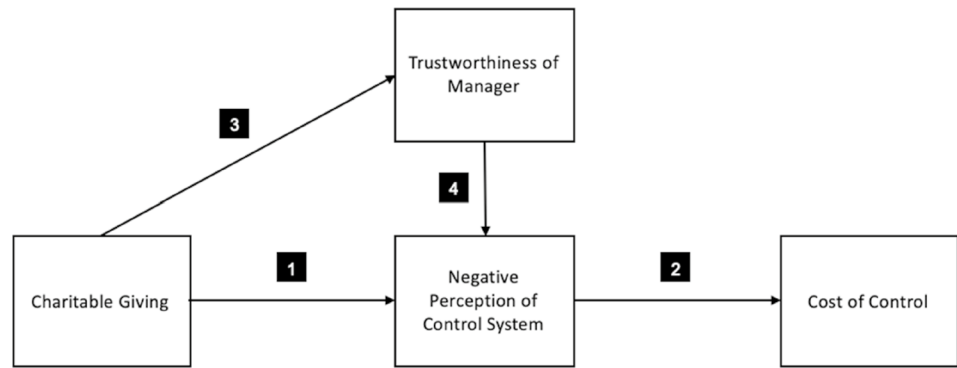 Trustworthiness of
Manager
3
4
Charitable Giving
1
Negative
Perception of
Control System
2
Cost of Control